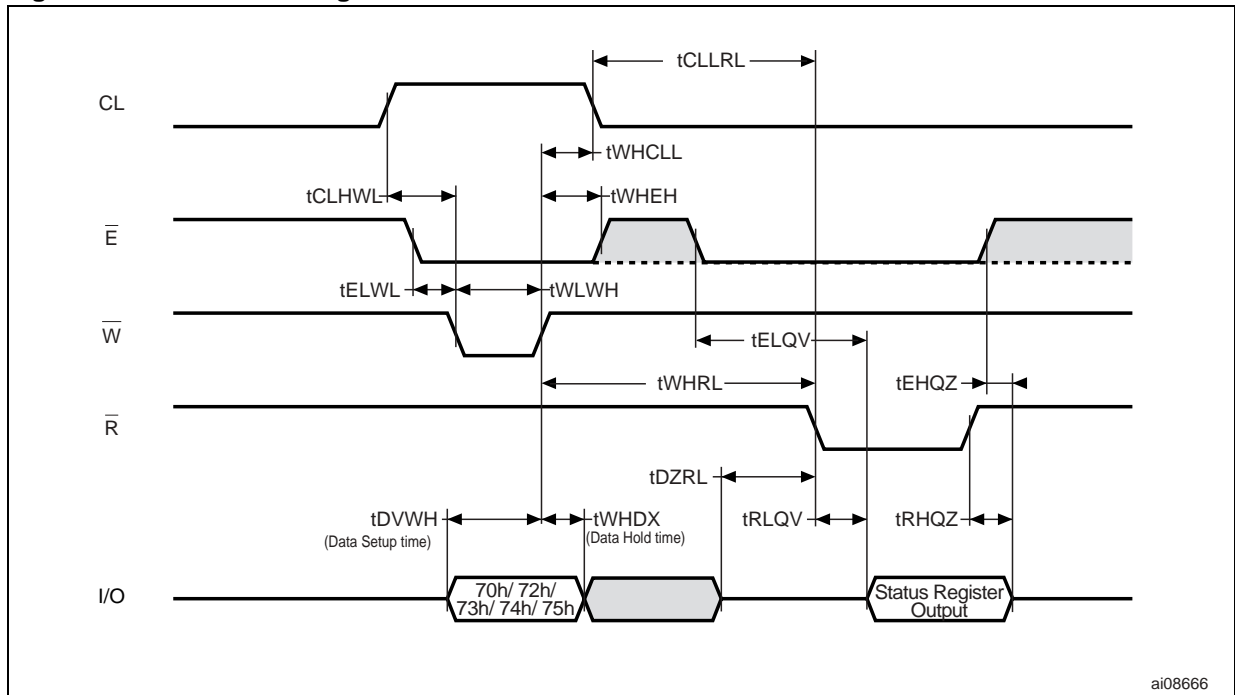 tCLLRL
CL
tWHCLL
tCLHWL
tWHEH
E
tELWL
tWLWH
W
tELQV
tWHRL
tEHQZ
R
tDZRL
tDVWH
(Data Setup time)
tWHDX
(Data Hold time)
tRLQV
tRHQZ
I/O
70h/ 72h/
73h/ 74h/ 75h
Status Register
Output
ai08666